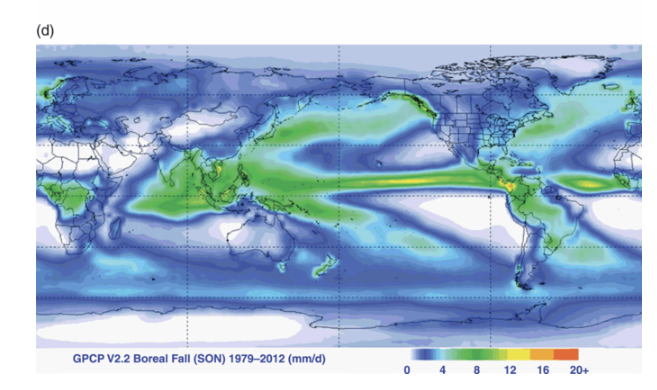 (d)
GPCP V2.2 Boreal Fall (SON) 1979–2012 (mm/d)
0 4 8 12 16 20+